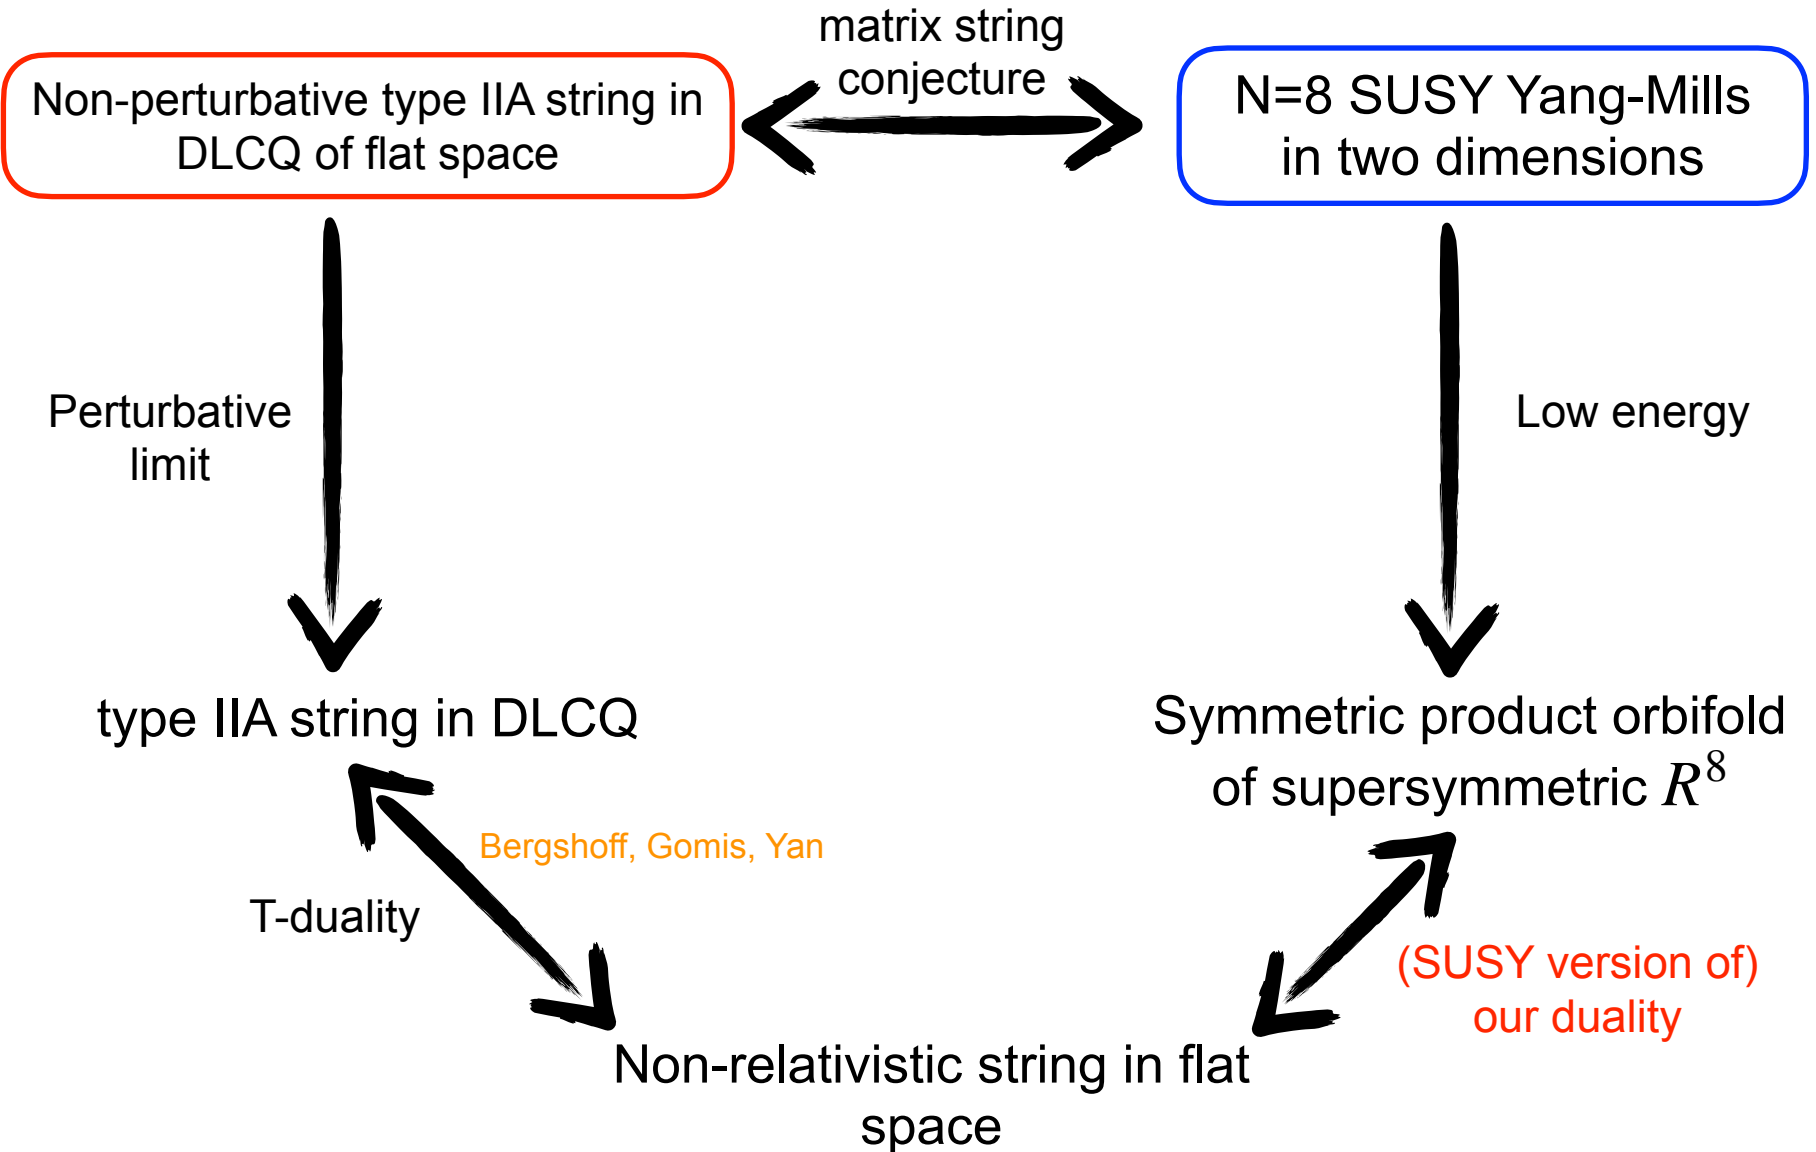 matrix string
conjecture
Non-perturbative type IIA string in
DLCQ of flat space
N=8 SUSY Yang-Mills
in two dimensions
Perturbative
limit
Low energy
type IIA string in DLCQ
Symmetric product orbifold
of supersymmetric R⁸
Bergshoff, Gomis, Yan
T-duality
(SUSY version of)
our duality
Non-relativistic string in flat
space